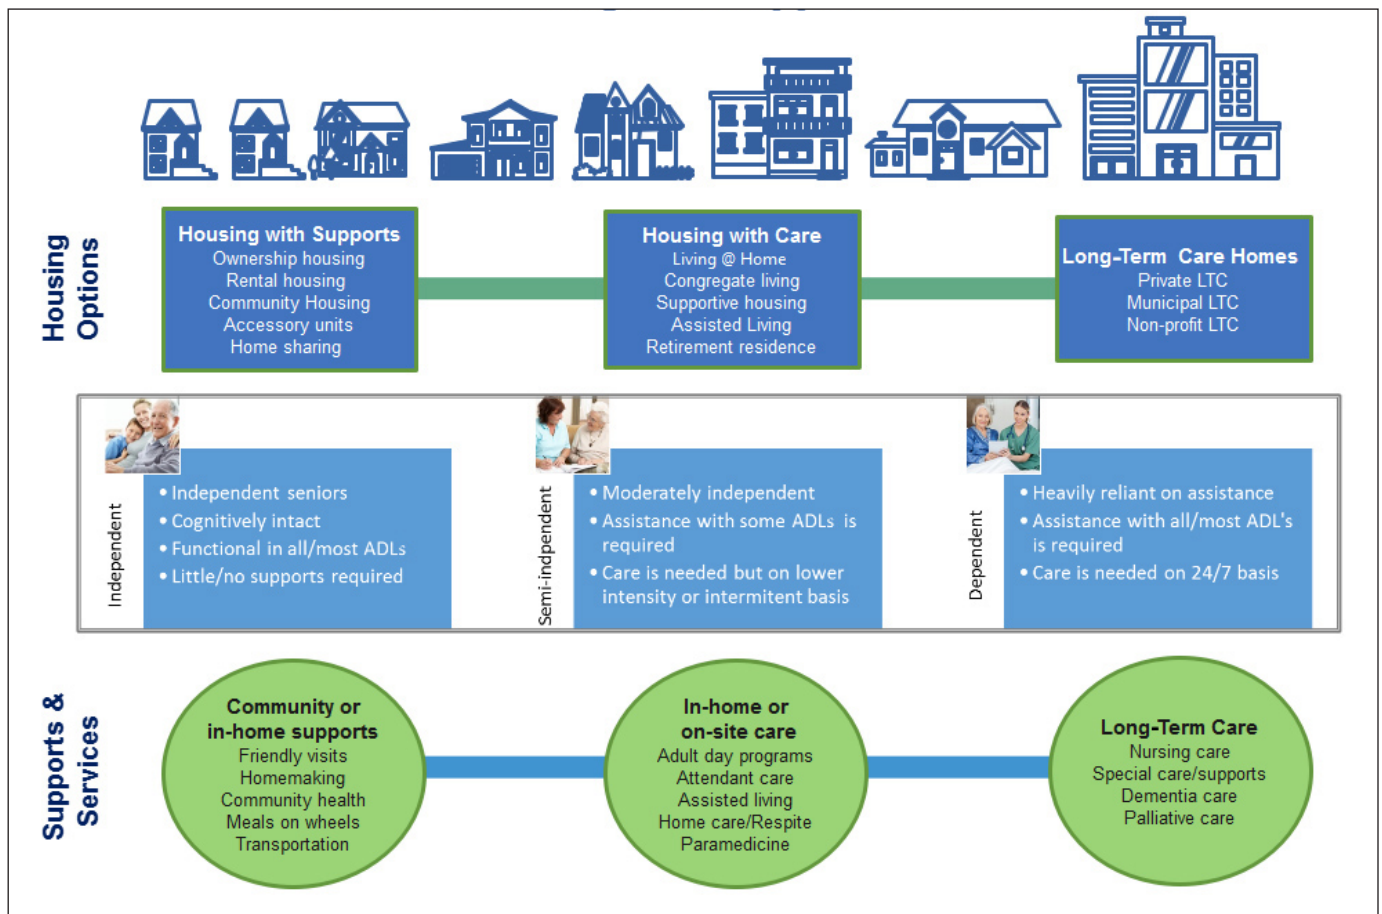 Housing Options
Housing with Supports
Ownership housing
Rental housing
Community Housing
Accessory units
Home sharing
Housing with Care
Living @ Home
Congregate living
Supportive housing
Assisted Living
Retirement residence
Long-Term Care Homes
Private LTC
Municipal LTC
Non-profit LTC
Independent
• Independent seniors
• Cognitively intact
• Functional in all/most ADLs
• Little/no supports required
Semi-indpendent
• Moderately independent
• Assistance with some ADLs is
required
• Care is needed but on lower
intensity or intermitent basis
Dependent
• Heavily reliant on assistance
• Assistance with all/most ADL's
is required
• Care is needed on 24/7 basis
Supports &
Services
Community or
in-home supports
Friendly visits
Homemaking
Community health
Meals on wheels
Transportation
In-home or
on-site care
Adult day programs
Attendant care
Assisted living
Home care/Respite
Paramedicine
Long-Term Care
Nursing care
Special care/supports
Dementia care
Palliative care